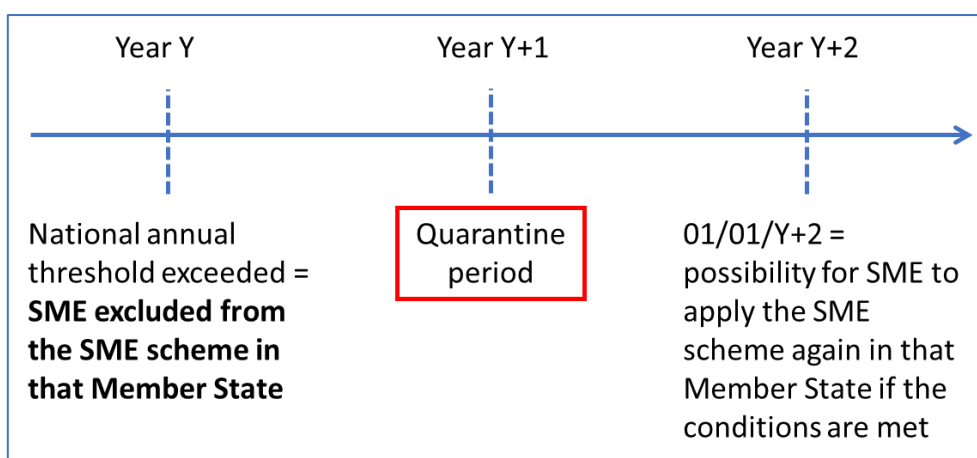 Year Y
Year Y+1
Year Y+2
National annual
threshold exceeded =
SME excluded from
the SME scheme in
that Member State
Quarantine
period
01/01/Y+2 =
possibility for SME to
apply the SME
scheme again in that
Member State if the
conditions are met